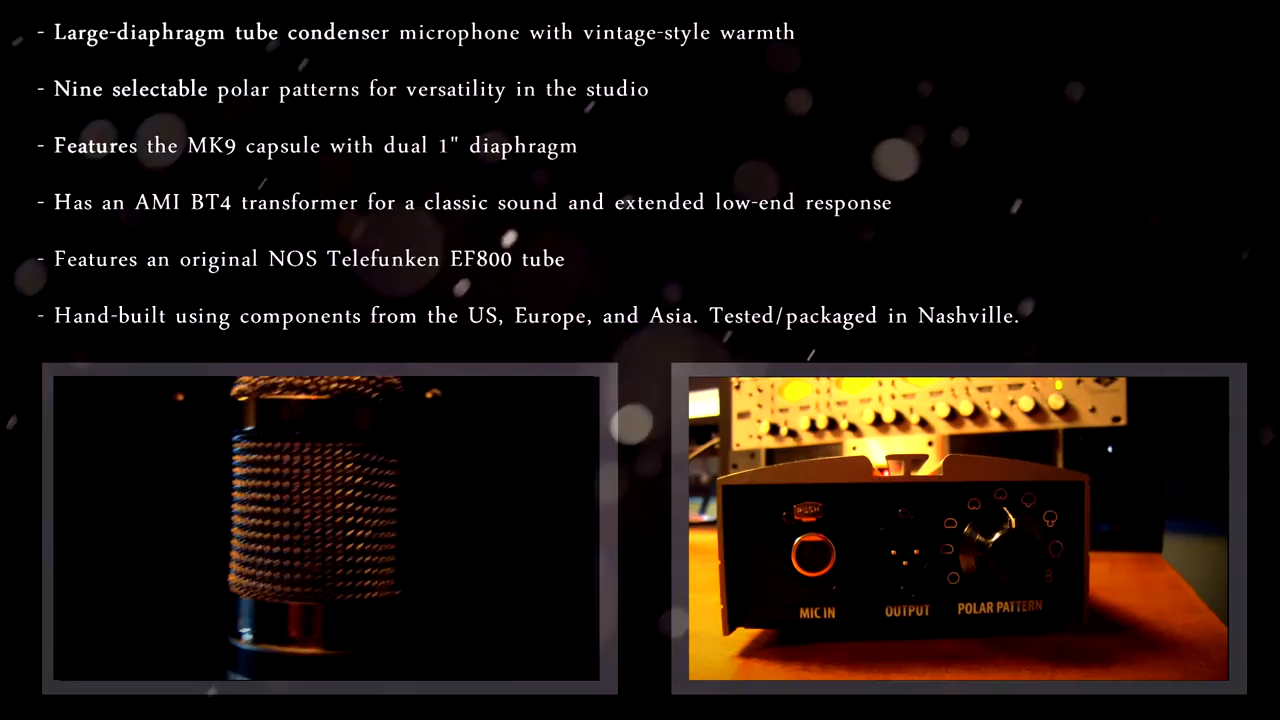 - Large-diaphragm tube condenser microphone with vintage-style warmth
- Nine selectable polar patterns for versatility in the studio
- Features the MK9 capsule with dual 1" diaphragm
- Has an AMI BT4 transformer for a classic sound and extended low-end response
- Features an original NOS Telefunken EF800 tube
- Hand-built using components from the US, Europe, and Asia. Tested/packaged in Nashville.
PUSH
MIC IN OUTPUT POLAR PATTERN